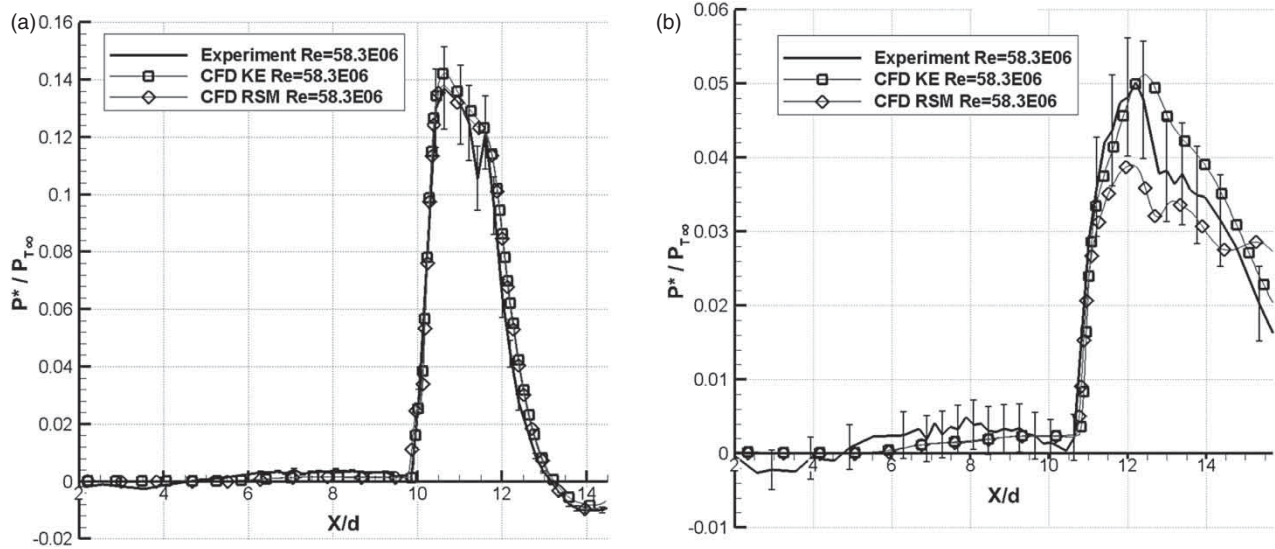 (a)
0.16
0.14
0.12
0.1
0.08
0.06
0.04
0.02
0
-0.02
P* / P_T∞
Experiment Re=58.3E06
CFD KE Re=58.3E06
CFD RSM Re=58.3E06
2 4 6 8 10 12 14
X/d
(b)
0.06
0.05
0.04
0.03
0.02
0.01
0
-0.01
P* / P_T∞
Experiment Re=58.3E06
CFD KE Re=58.3E06
CFD RSM Re=58.3E06
2 4 6 8 10 12 14
X/d